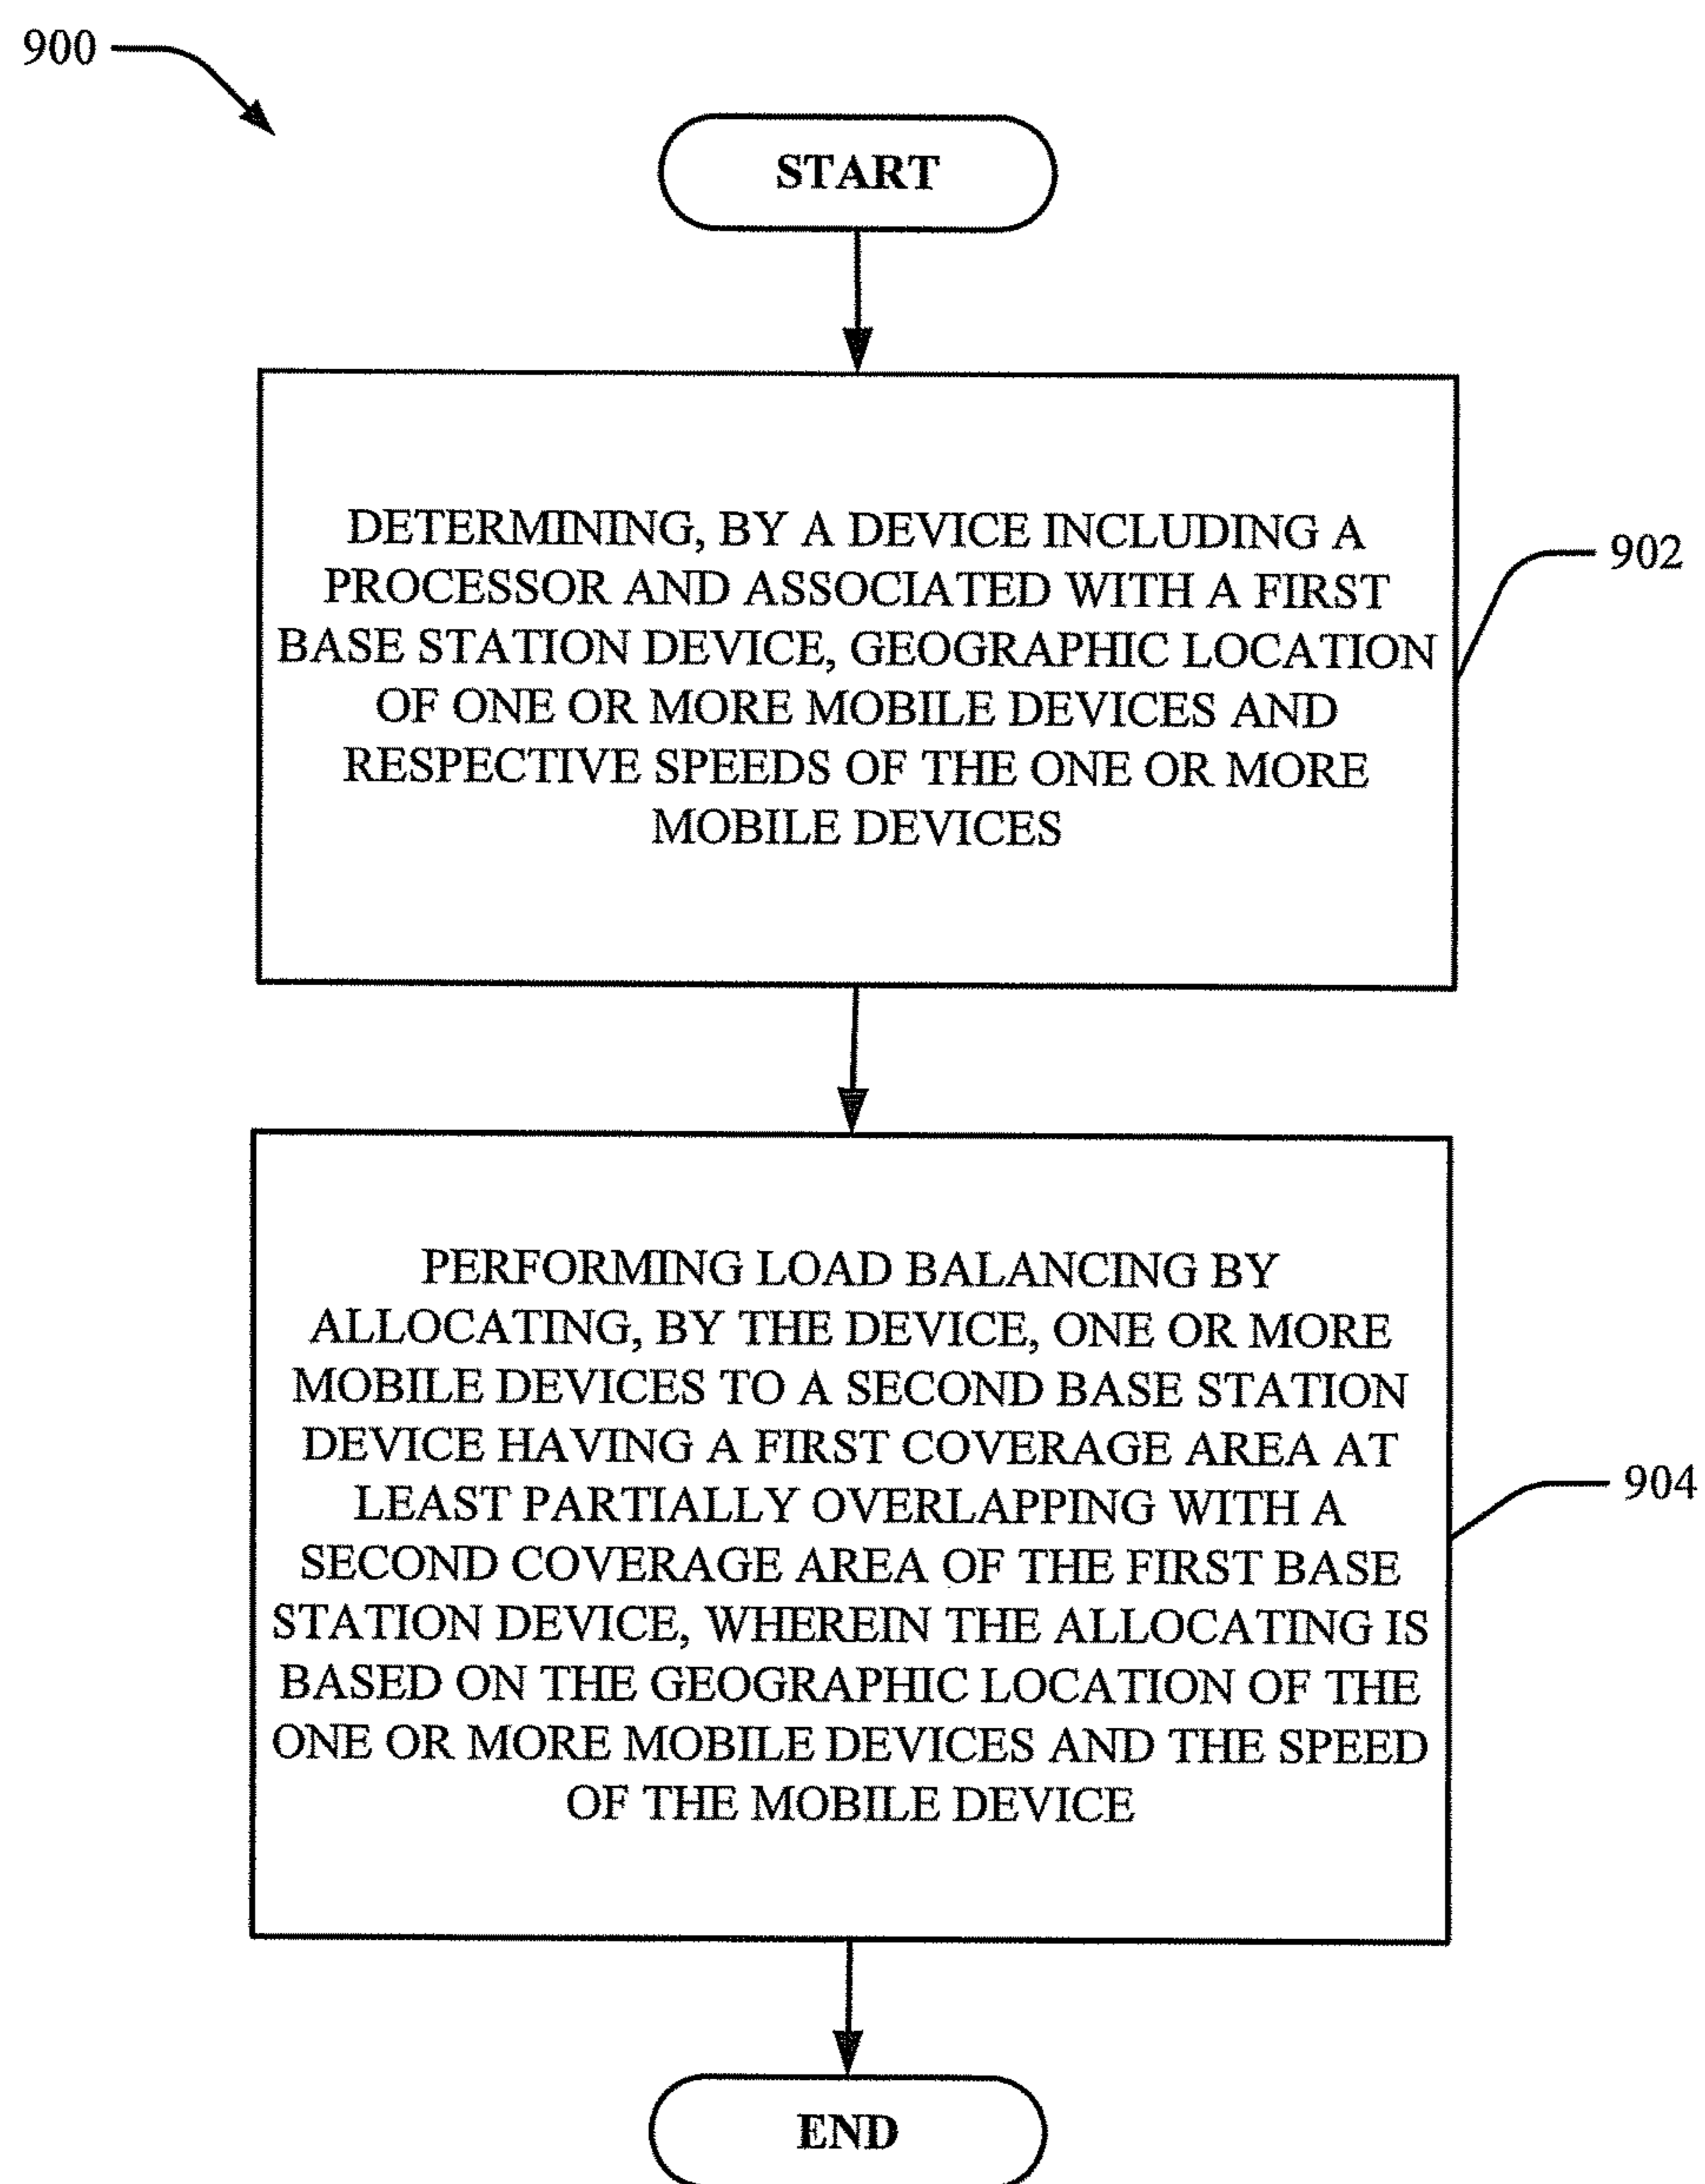 900
START
DETERMINING, BY A DEVICE INCLUDING A
PROCESSOR AND ASSOCIATED WITH A FIRST
BASE STATION DEVICE, GEOGRAPHIC LOCATION
OF ONE OR MORE MOBILE DEVICES AND
RESPECTIVE SPEEDS OF THE ONE OR MORE
MOBILE DEVICES
902
PERFORMING LOAD BALANCING BY
ALLOCATING, BY THE DEVICE, ONE OR MORE
MOBILE DEVICES TO A SECOND BASE STATION
DEVICE HAVING A FIRST COVERAGE AREA AT
LEAST PARTIALLY OVERLAPPING WITH A
SECOND COVERAGE AREA OF THE FIRST BASE
STATION DEVICE, WHEREIN THE ALLOCATING IS
BASED ON THE GEOGRAPHIC LOCATION OF THE
ONE OR MORE MOBILE DEVICES AND THE SPEED
OF THE MOBILE DEVICE
904
END